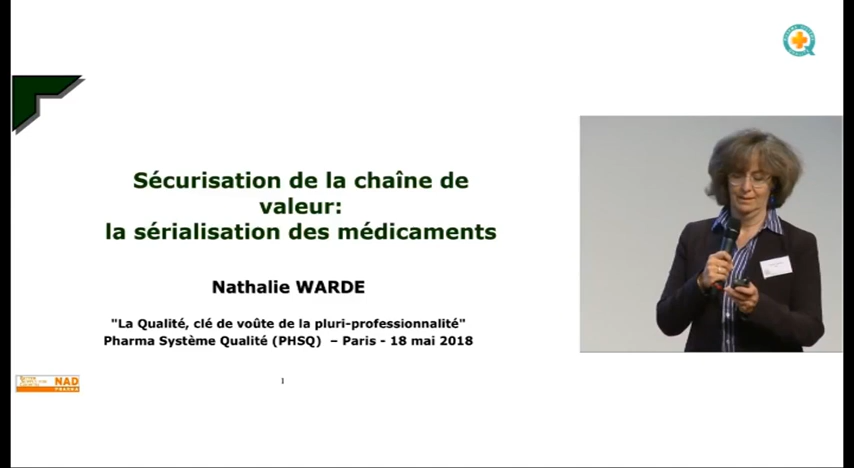 Sécurisation de la chaîne de
valeur:
la sérialisation des médicaments
Nathalie WARDE
"La Qualité, clé de voûte de la pluri-professionnalité"
Pharma Système Qualité (PHSQ) – Paris - 18 mai 2018
NAD
PHARMA
1